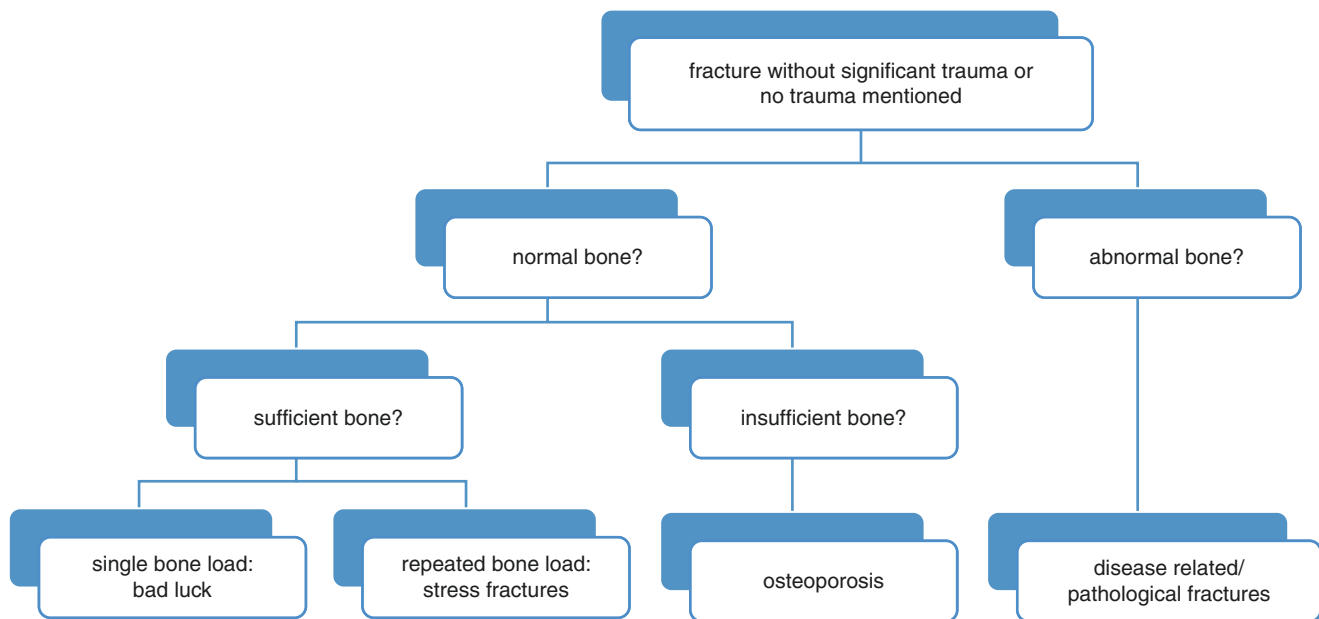 fracture without significant trauma or
no trauma mentioned
normal bone?
abnormal bone?
sufficient bone?
insufficient bone?
single bone load:
bad luck
repeated bone load:
stress fractures
osteoporosis
disease related/
pathological fractures